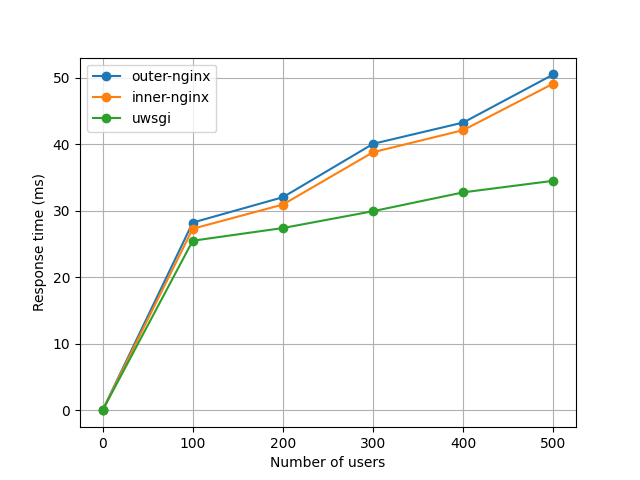 outer-nginx
inner-nginx
uwsgi
Response time (ms)
50
40
30
20
10
0
0 100 200 300 400 500
Number of users